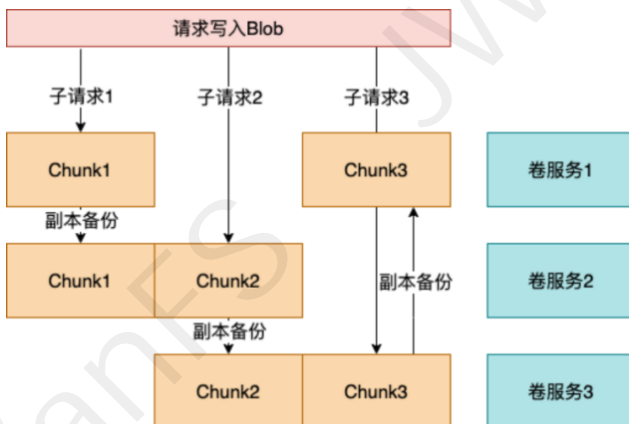 请求写入Blob
子请求1 子请求2 子请求3
Chunk1 Chunk3 卷服务1
副本备份
Chunk1 Chunk2 副本备份 卷服务2
副本备份
Chunk2 Chunk3 卷服务3